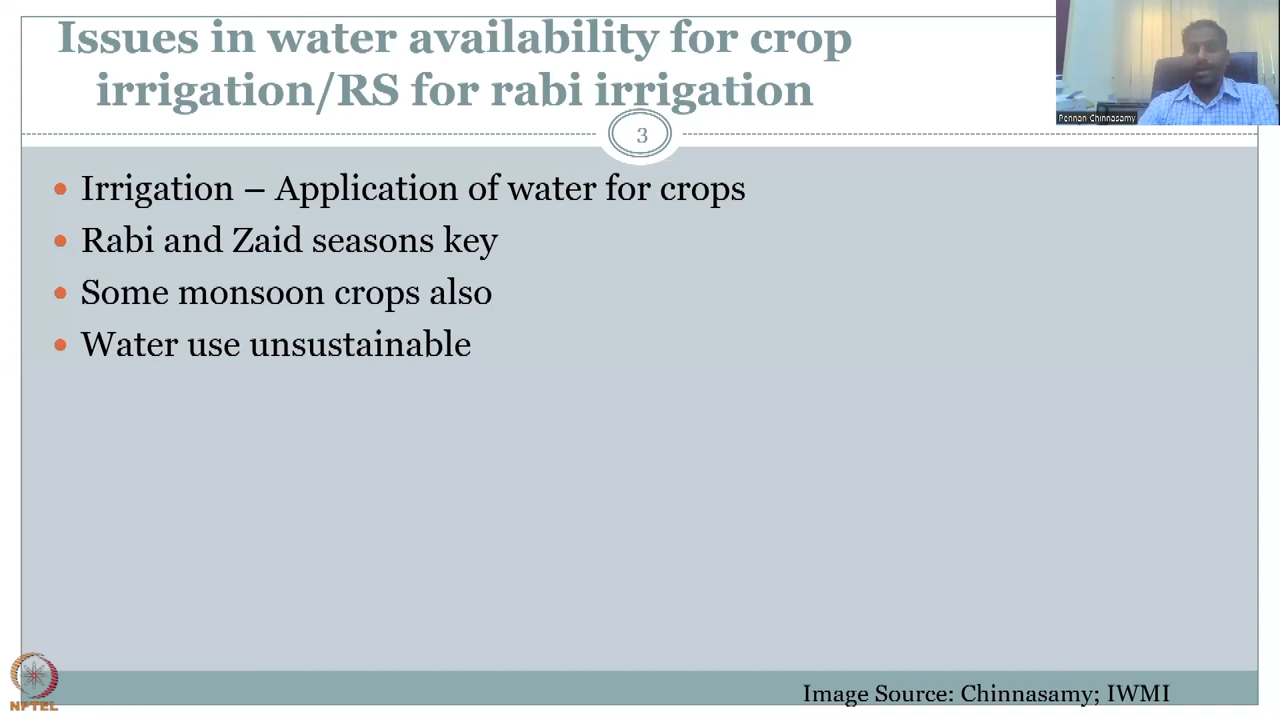 Issues in water availability for crop
irrigation/RS for rabi irrigation
Pennan Chinnasamy
3
• Irrigation – Application of water for crops
• Rabi and Zaid seasons key
• Some monsoon crops also
• Water use unsustainable
NPTEL
Image Source: Chinnasamy; IWMI